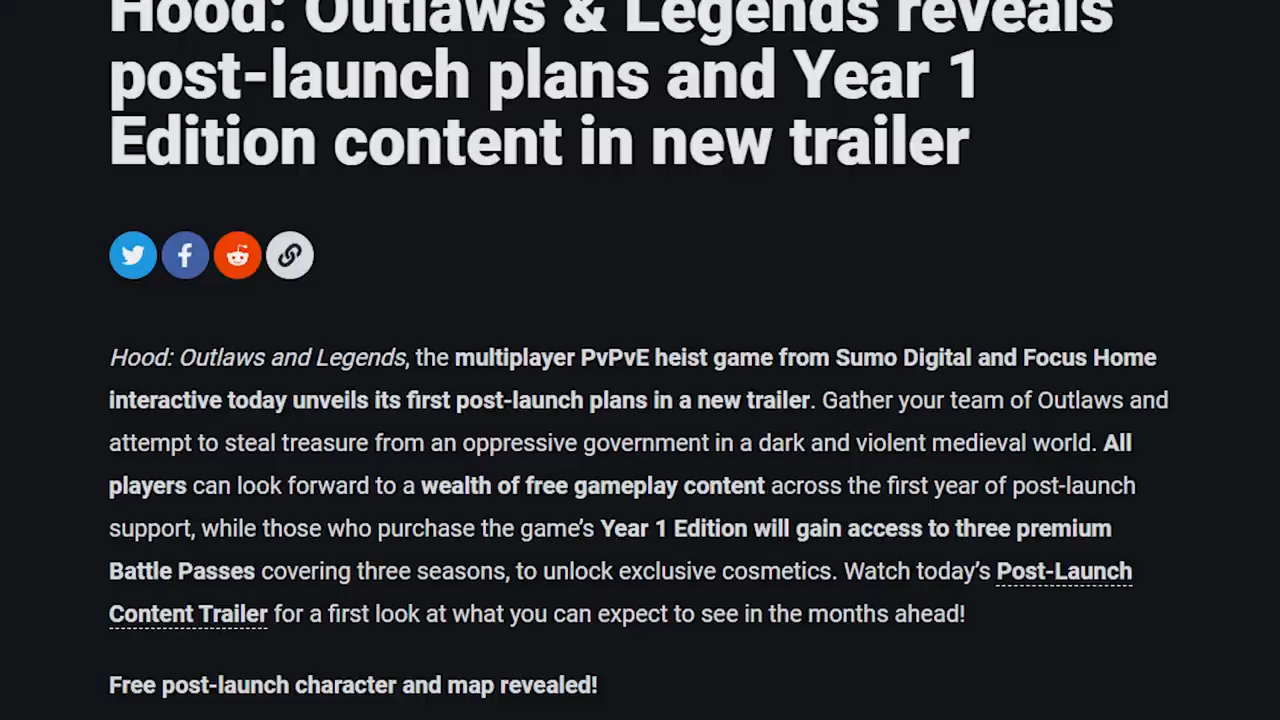 Hood: Outlaws & Legends reveals
post-launch plans and Year 1
Edition content in new trailer
Hood: Outlaws and Legends, the multiplayer PvPvE heist game from Sumo Digital and Focus Home
interactive today unveils its first post-launch plans in a new trailer. Gather your team of Outlaws and
attempt to steal treasure from an oppressive government in a dark and violent medieval world. All
players can look forward to a wealth of free gameplay content across the first year of post-launch
support, while those who purchase the game’s Year 1 Edition will gain access to three premium
Battle Passes covering three seasons, to unlock exclusive cosmetics. Watch today’s Post-Launch
Content Trailer for a first look at what you can expect to see in the months ahead!
Free post-launch character and map revealed!